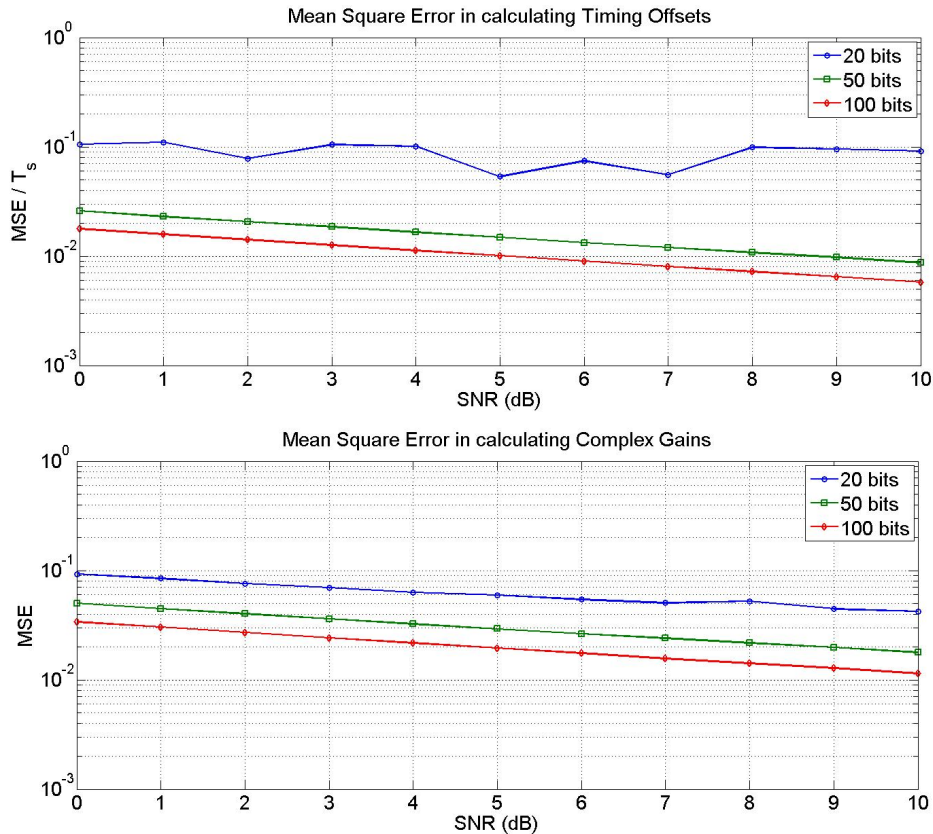 Mean Square Error in calculating Timing Offsets
MSE / Ts
10^0
10^-1
10^-2
10^-3
20 bits
50 bits
100 bits
0 1 2 3 4 5 6 7 8 9 10
SNR (dB)
Mean Square Error in calculating Complex Gains
MSE
10^0
10^-1
10^-2
10^-3
20 bits
50 bits
100 bits
0 1 2 3 4 5 6 7 8 9 10
SNR (dB)